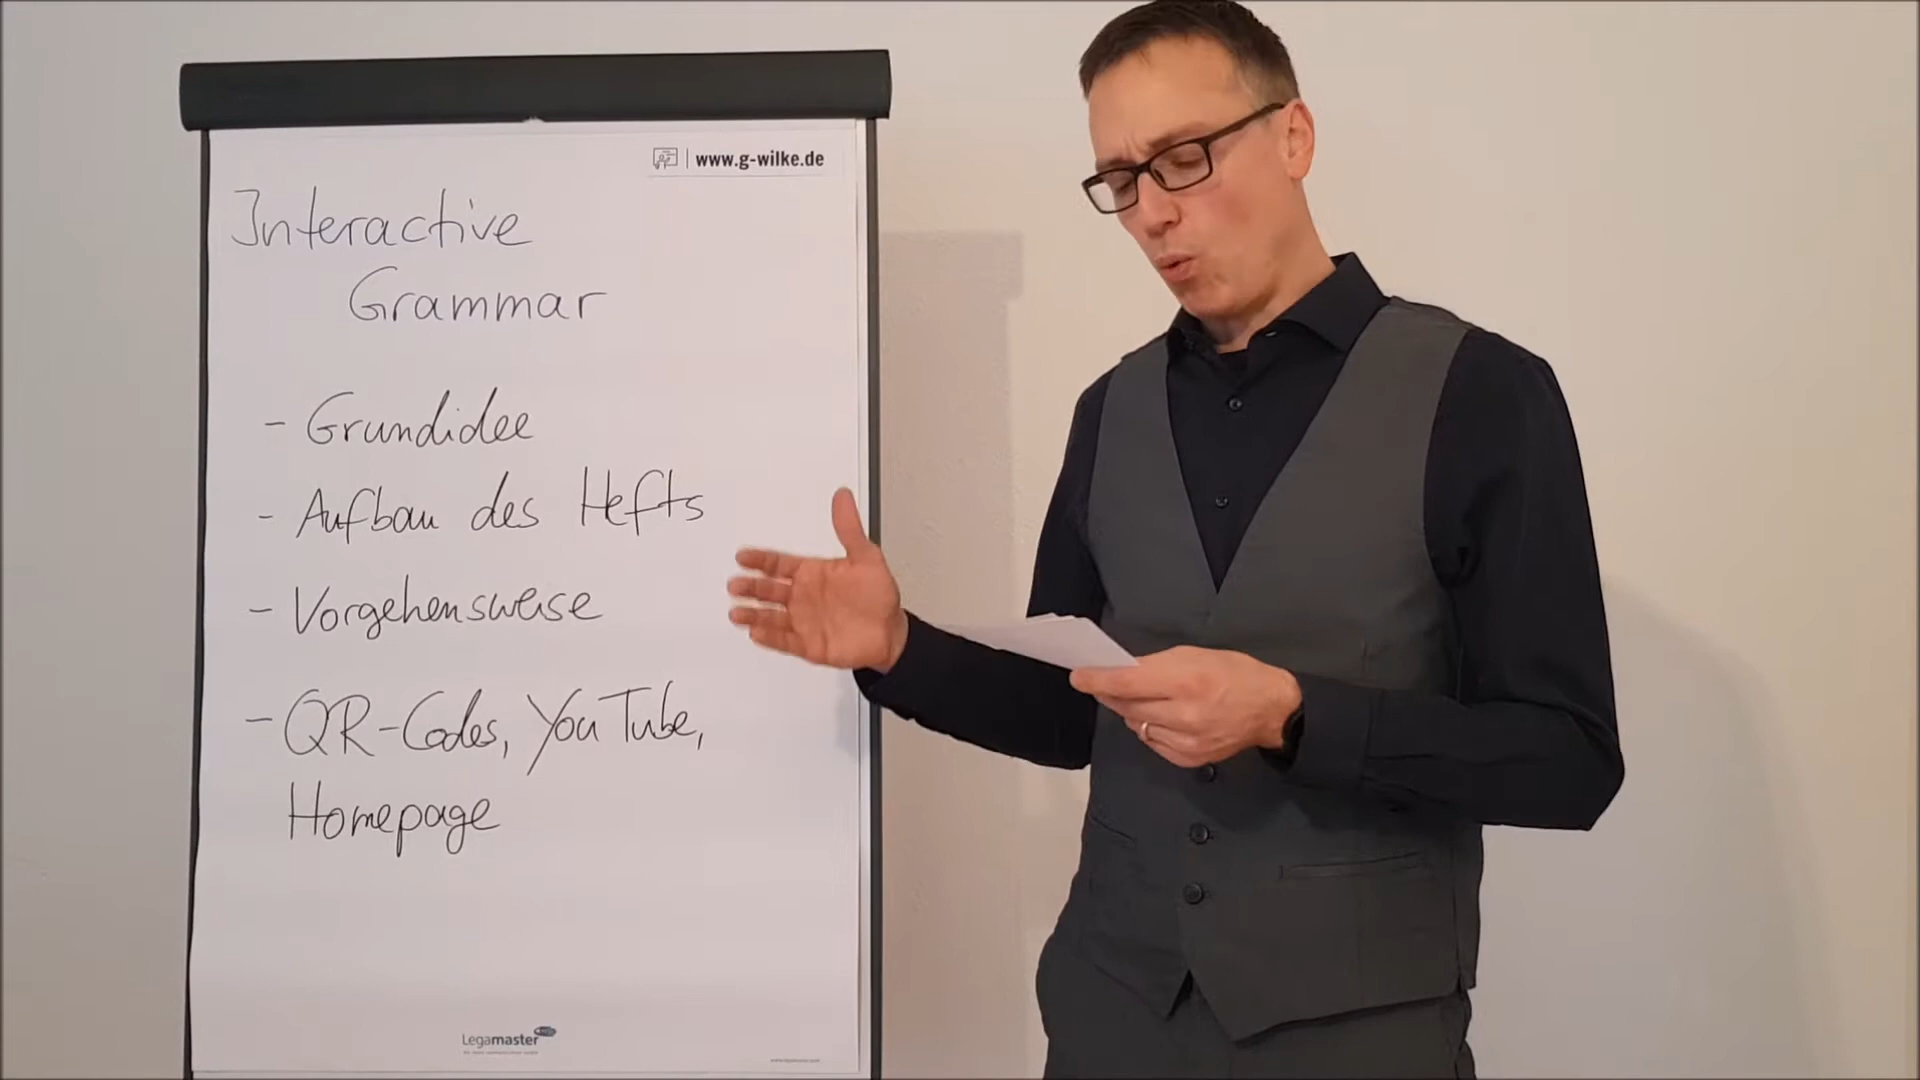 www.g-wilke.de
Interactive
Grammar
- Grundidee
- Aufbau des Hefts
- Vorgehensweise
- QR-Codes, YouTube,
Homepage
Legamaster